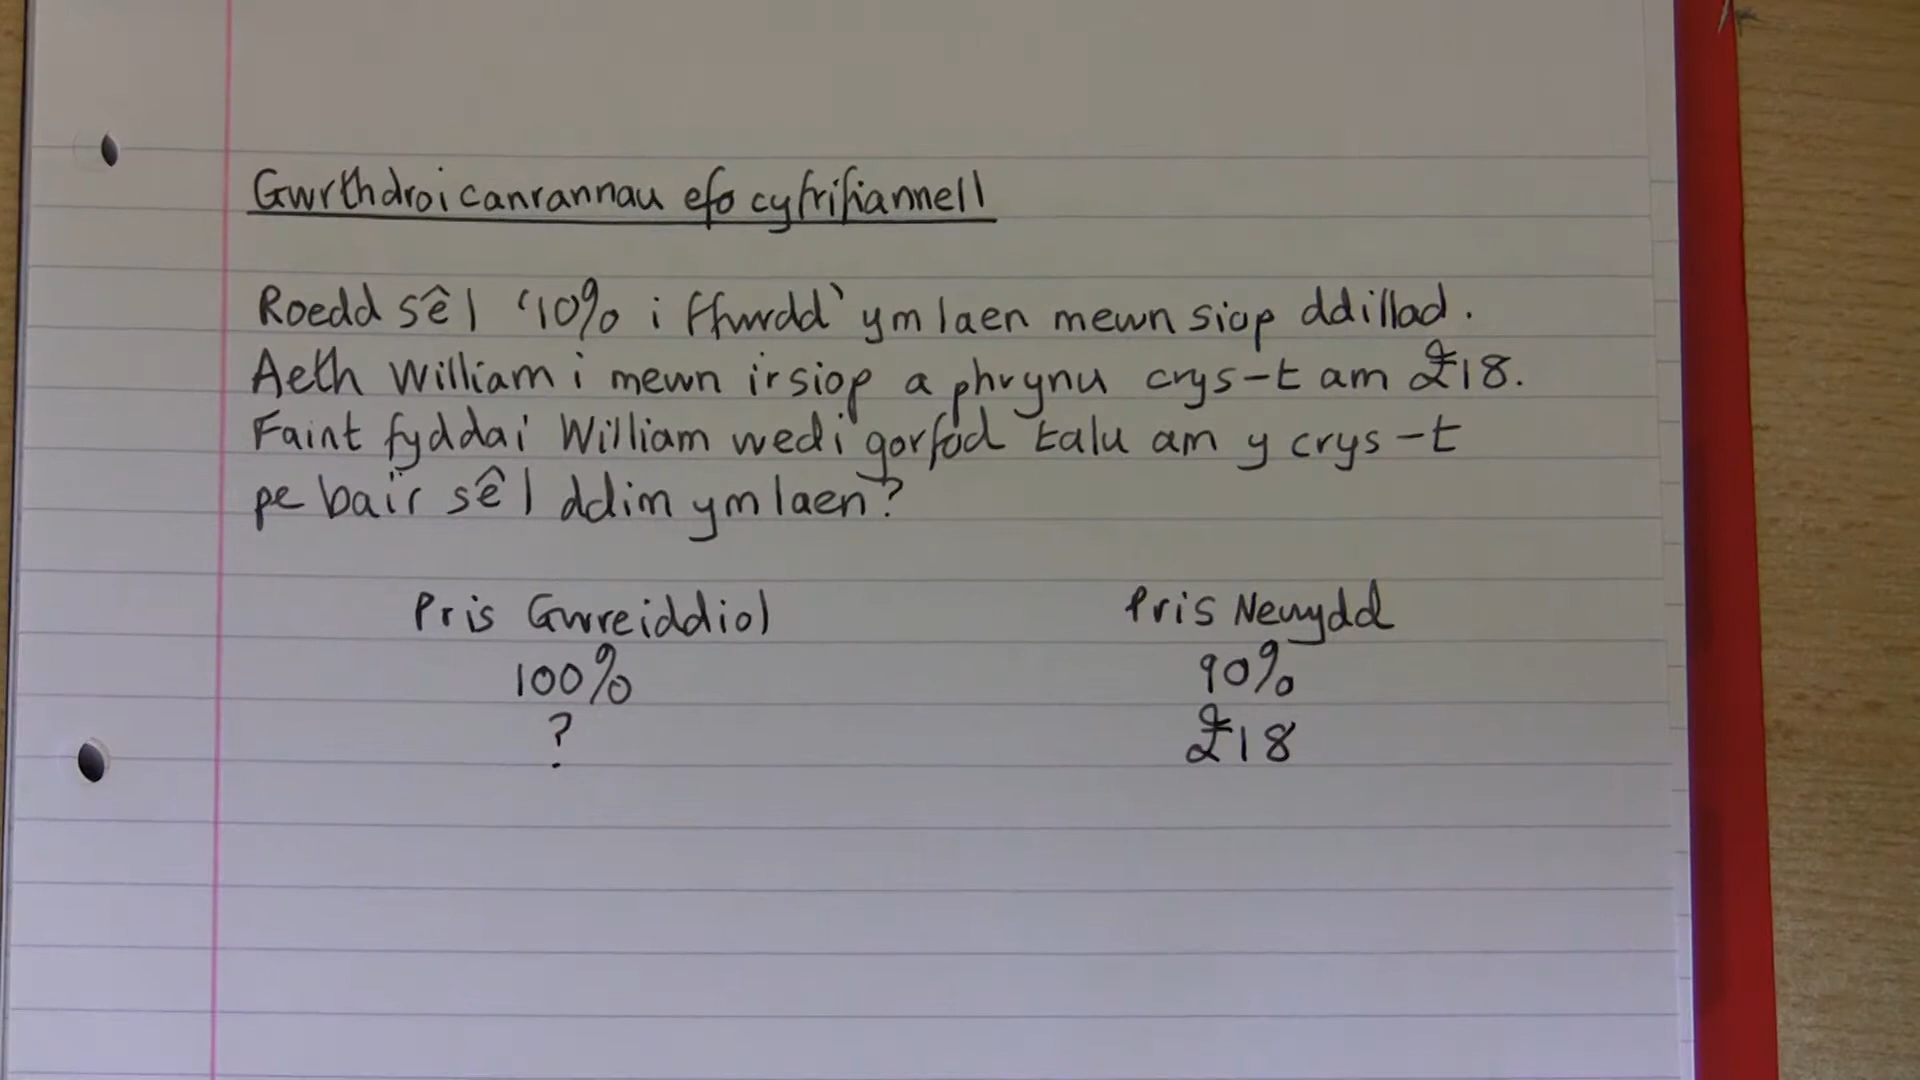 Gwrthdroi canrannau efo cyfrifiannell
Roedd sêl '10% i ffwrdd' ymlaen mewn siop ddillad.
Aeth William i mewn i'r siop a phrynu crys-t am £18.
Faint fyddai William wedi gorfod talu am y crys-t
pe bai'r sêl ddim ymlaen?
Pris Gwreiddiol Pris Newydd
100% 90%
? £18